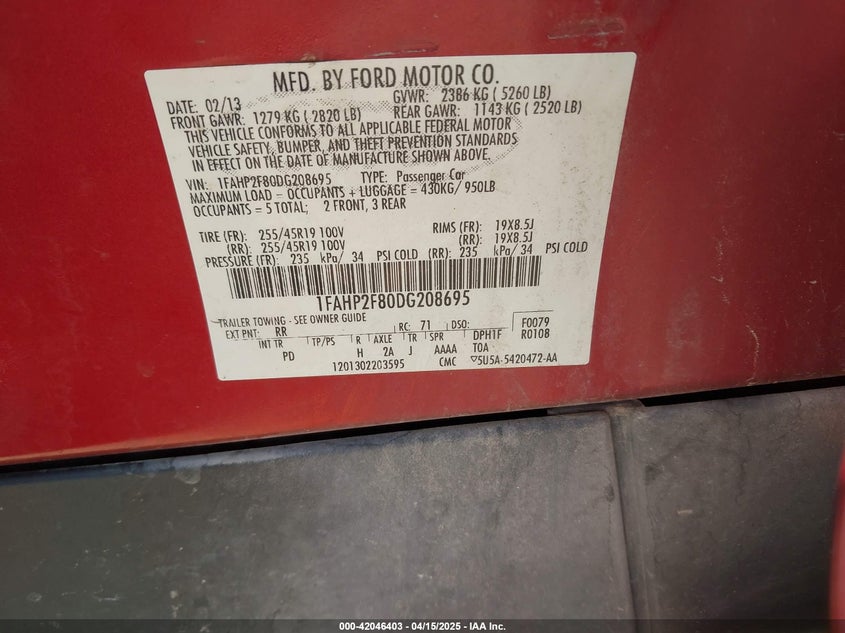 MFD. BY FORD MOTOR CO.
DATE: 02/13 GVWR: 2386 KG ( 5260 LB)
FRONT GAWR: 1279 KG ( 2820 LB) REAR GAWR: 1143 KG ( 2520 LB)
THIS VEHICLE CONFORMS TO ALL APPLICABLE FEDERAL MOTOR
VEHICLE SAFETY, BUMPER, AND THEFT PREVENTION STANDARDS
IN EFFECT ON THE DATE OF MANUFACTURE SHOWN ABOVE.
VIN: 1FAHP2F80DG208695 TYPE: Passenger Car
MAXIMUM LOAD = OCCUPANTS + LUGGAGE = 430KG/ 950LB
OCCUPANTS = 5 TOTAL; 2 FRONT, 3 REAR
TIRE (FR): 255/45R19 100V RIMS (FR): 19X8.5J
(RR): 255/45R19 100V (RR): 19X8.5J
PRESSURE (FR): 235 kPa/ 34 PSI COLD (RR): 235 kPa/ 34 PSI COLD
1FAHP2F80DG208695
TRAILER TOWING - SEE OWNER GUIDE
EXT PNT: RR RC: 71 DSO: F0079
INT TR TP/PS R AXLE TR SPR DPH1F R0108
PD H 2A J AAAA TOA
1201302203595 CMC ▽5U5A-5420472-AA
000-42046403 - 04/15/2025 - IAA Inc.